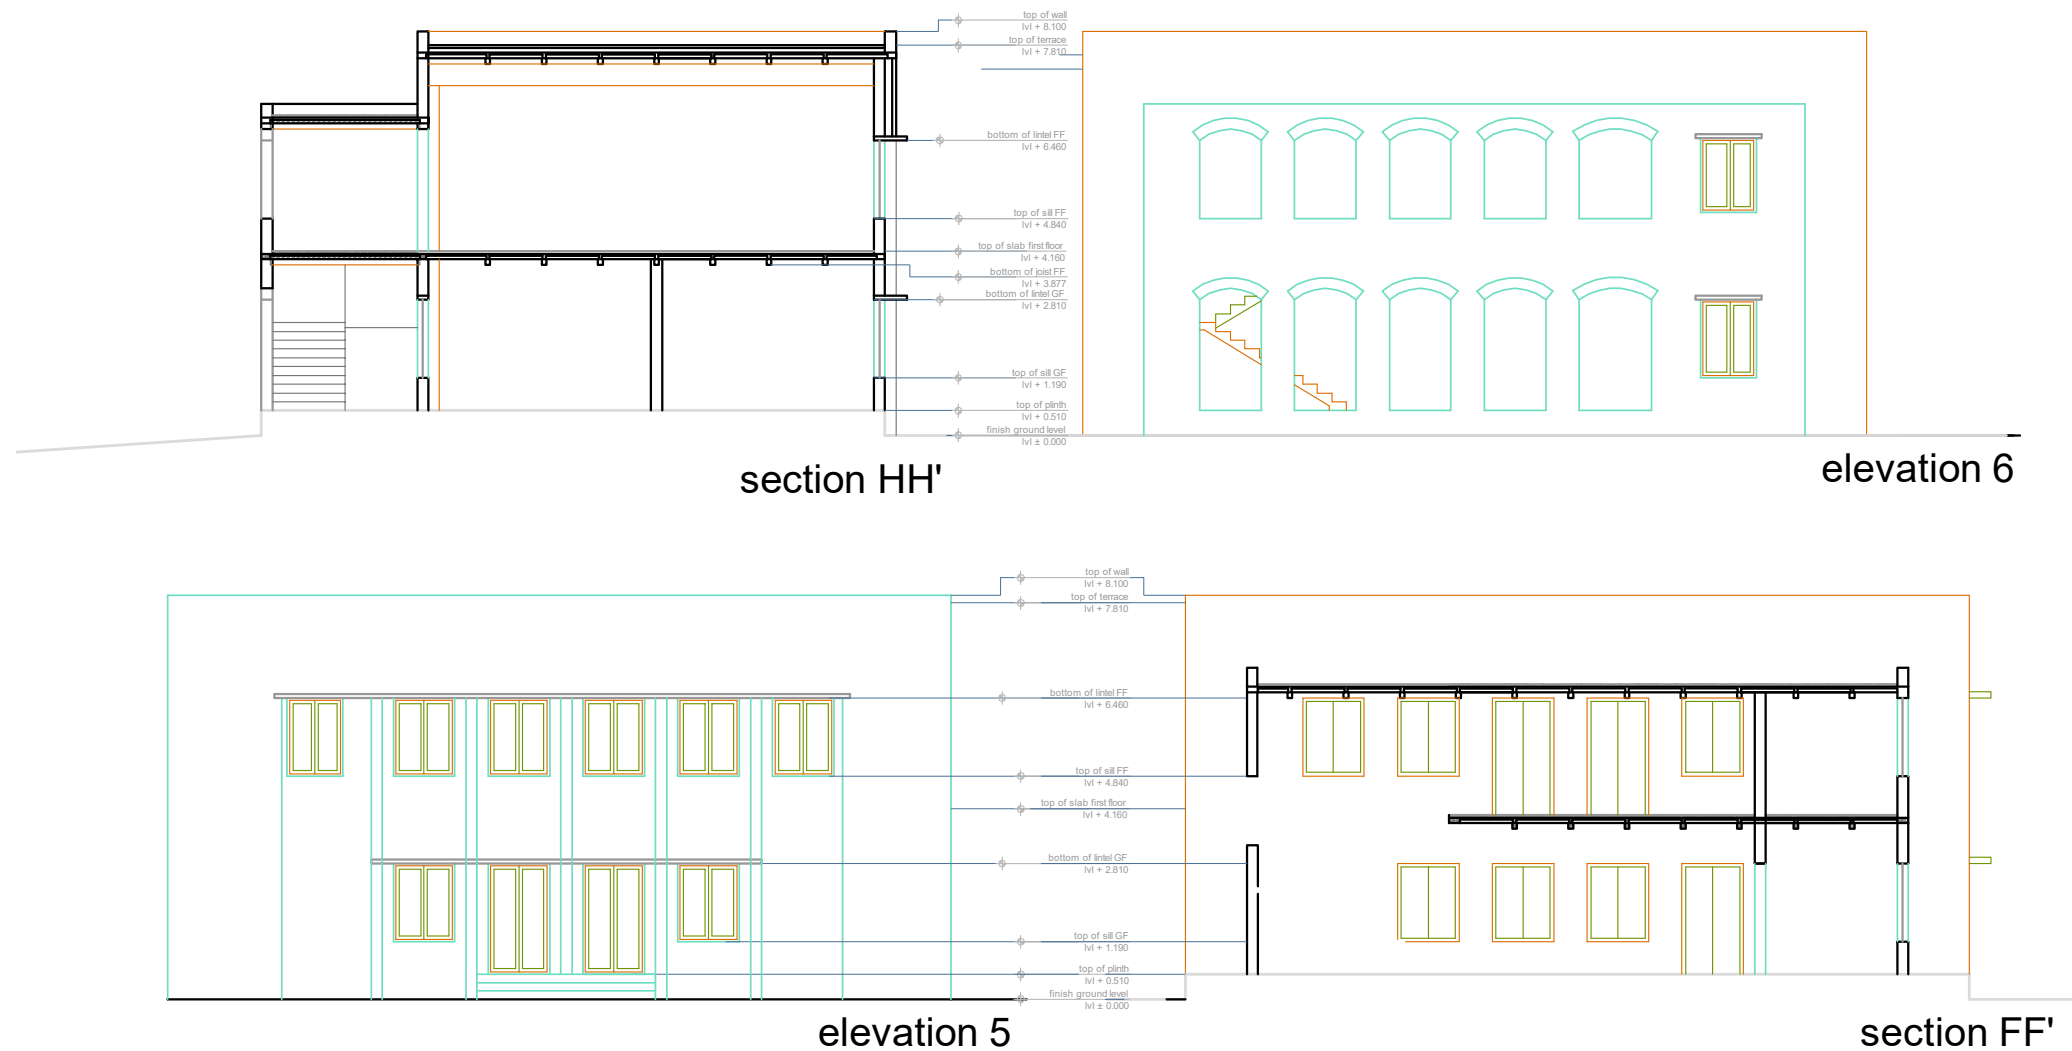 top of wall
lvl + 8.100
top of terrace
lvl + 7.810
bottom of lintel FF
lvl + 6.460
top of sill FF
lvl + 4.840
top of slab first floor
lvl + 4.160
bottom of joist FF
lvl + 3.877
bottom of lintel GF
lvl + 2.810
top of sill GF
lvl + 1.190
top of plinth
lvl + 0.510
finish ground level
lvl ± 0.000
section HH'
elevation 6
top of wall
lvl + 8.100
top of terrace
lvl + 7.810
bottom of lintel FF
lvl + 6.460
top of sill FF
lvl + 4.840
top of slab first floor
lvl + 4.160
bottom of lintel GF
lvl + 2.810
top of sill GF
lvl + 1.190
top of plinth
lvl + 0.510
finish ground level
lvl ± 0.000
elevation 5
section FF'